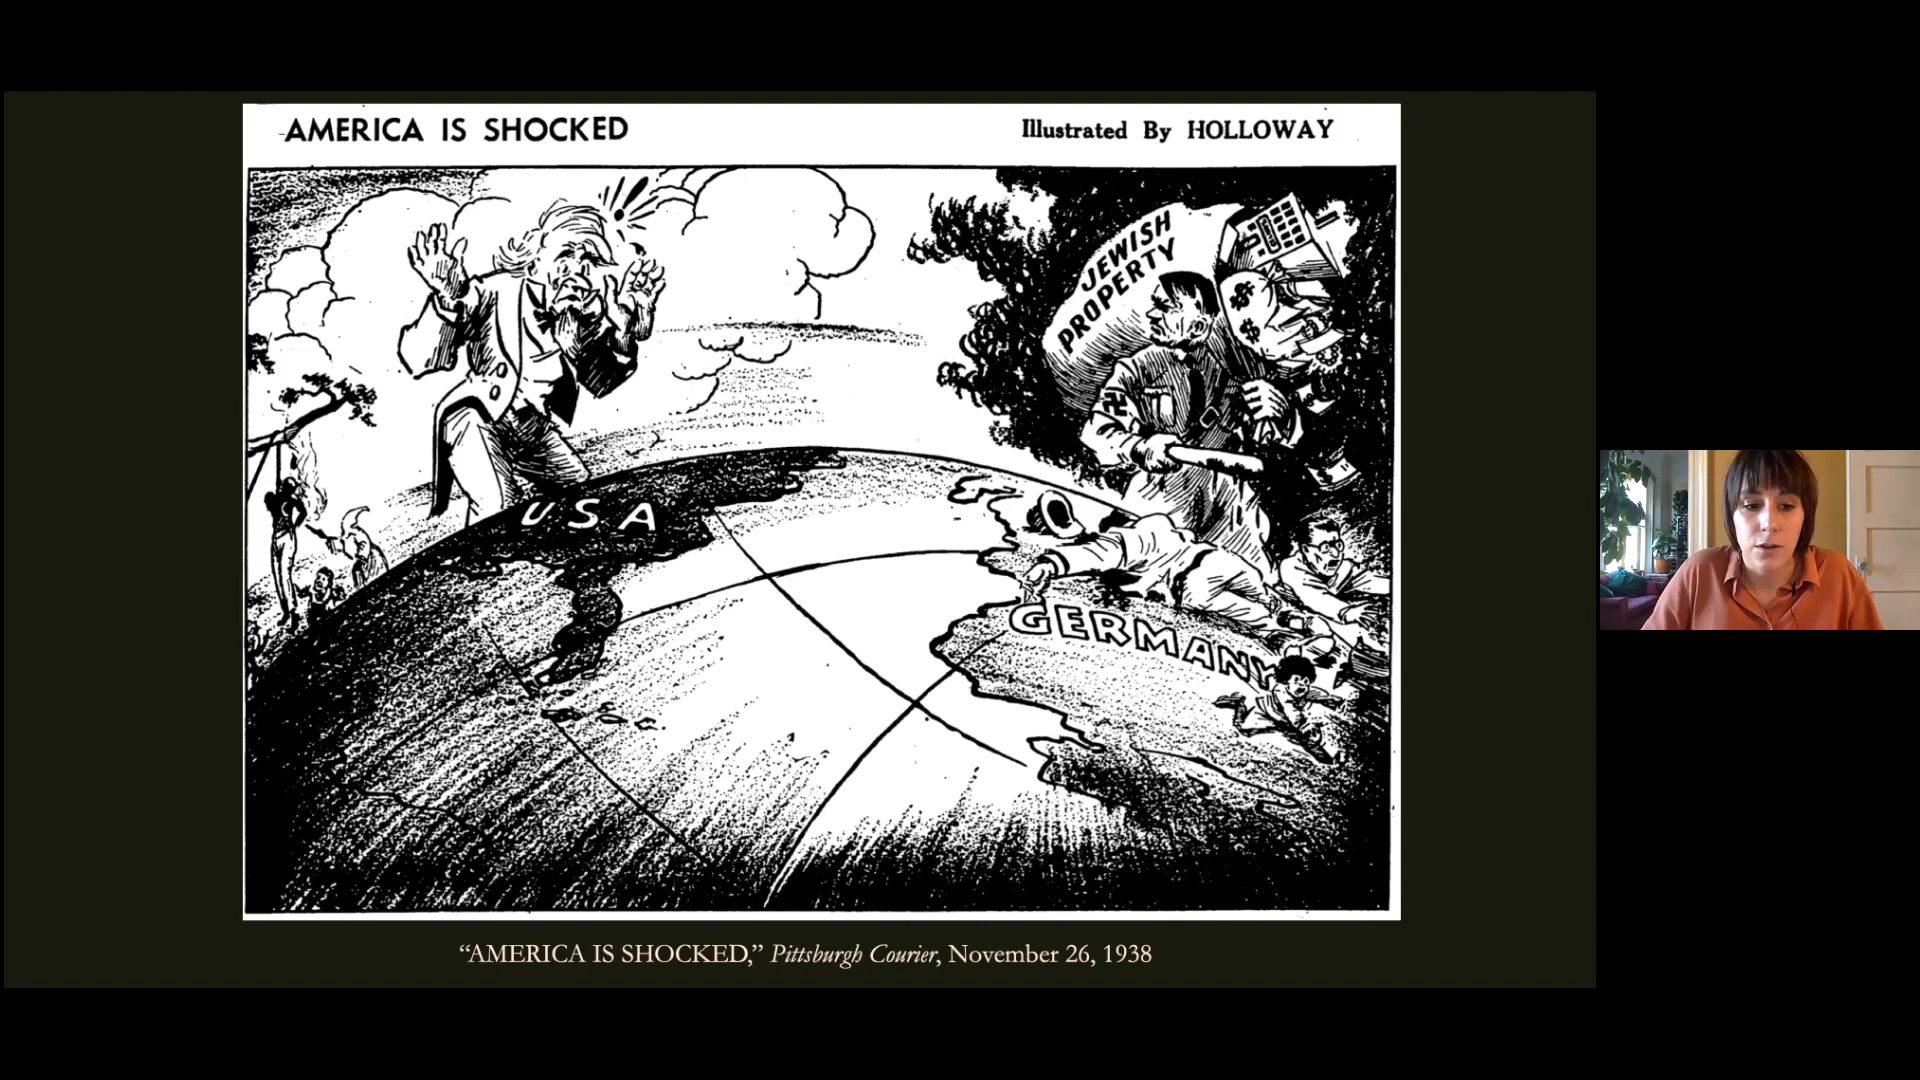 AMERICA IS SHOCKED
Illustrated By HOLLOWAY
JEWISH
PROPERTY
$
$
USA
GERMANY
“AMERICA IS SHOCKED,” Pittsburgh Courier, November 26, 1938